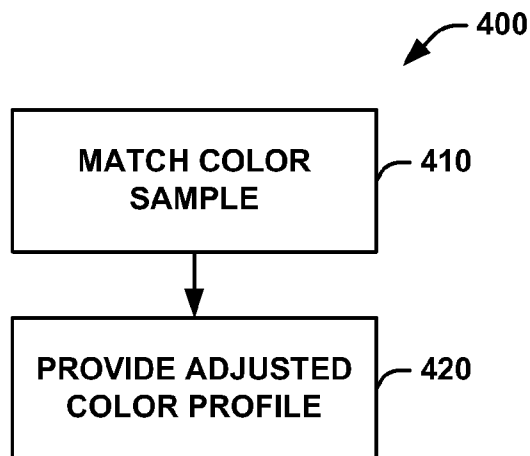 400
MATCH COLOR
SAMPLE
410
PROVIDE ADJUSTED
COLOR PROFILE
420